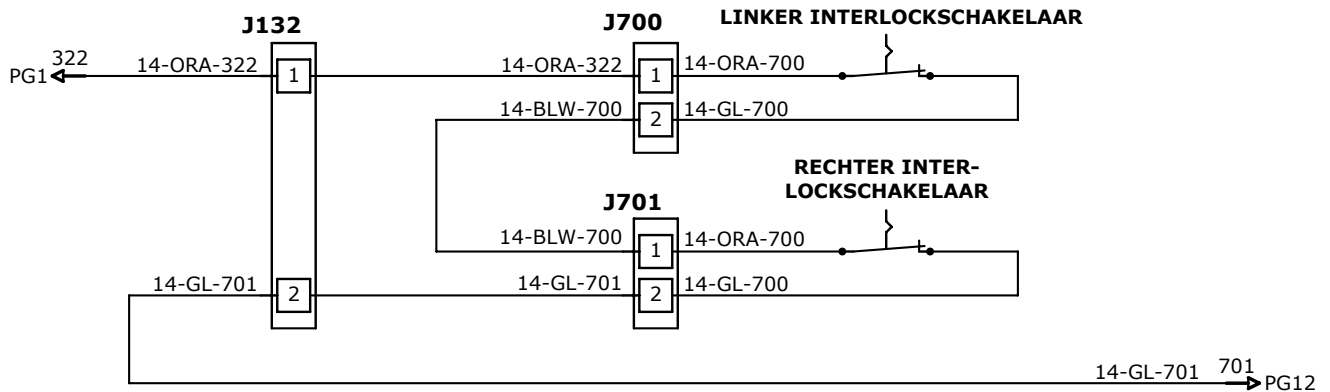 J132
J700
LINKER INTERLOCKSCHAKELAAR
322
PG1
14-ORA-322
1
14-ORA-322
1
14-ORA-700
14-BLW-700
2
14-GL-700
RECHTER INTER-
LOCKSCHAKELAAR
J701
14-BLW-700
1
14-ORA-700
14-GL-701
2
14-GL-701
2
14-GL-700
14-GL-701
701
PG12